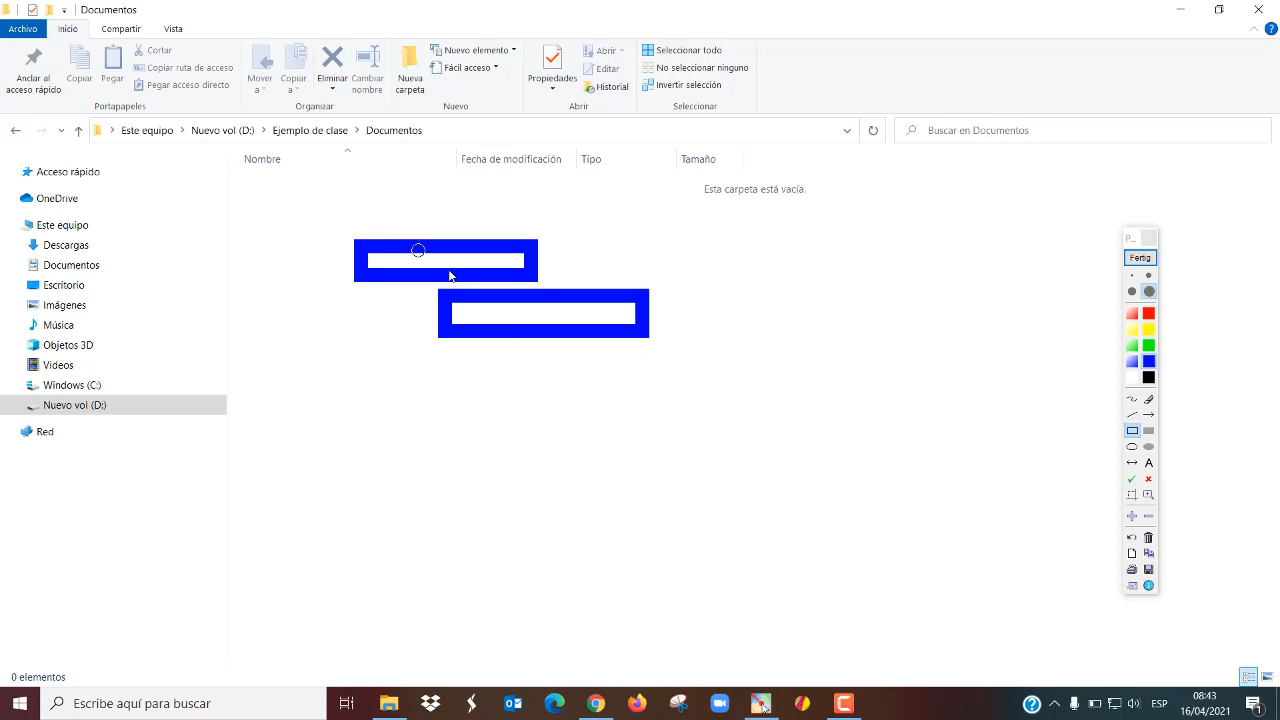 Documentos
Archivo Inicio Compartir Vista
Anclar al acceso rápido
Copiar
Pegar
Cortar
Copiar ruta de acceso
Pegar acceso directo
Portapapeles
Mover a
Copiar a
Eliminar
Cambiar nombre
Organizar
Nueva carpeta
Nuevo elemento
Fácil acceso
Nuevo
Propiedades
Abrir
Editar
Historial
Abrir
Seleccionar todo
No seleccionar ninguno
Invertir selección
Seleccionar
Este equipo > Nuevo vol (D:) > Ejemplo de clase > Documentos
Buscar en Documentos
Nombre Fecha de modificación Tipo Tamaño
Esta carpeta está vacía.
Acceso rápido
OneDrive
Este equipo
Descargas
Documentos
Escritorio
Imágenes
Música
Objetos 3D
Videos
Windows (C:)
Nuevo vol (D:)
Red
P...
Fertig
A
0 elementos
Escribe aquí para buscar
ESP
08:43
16/04/2021
1